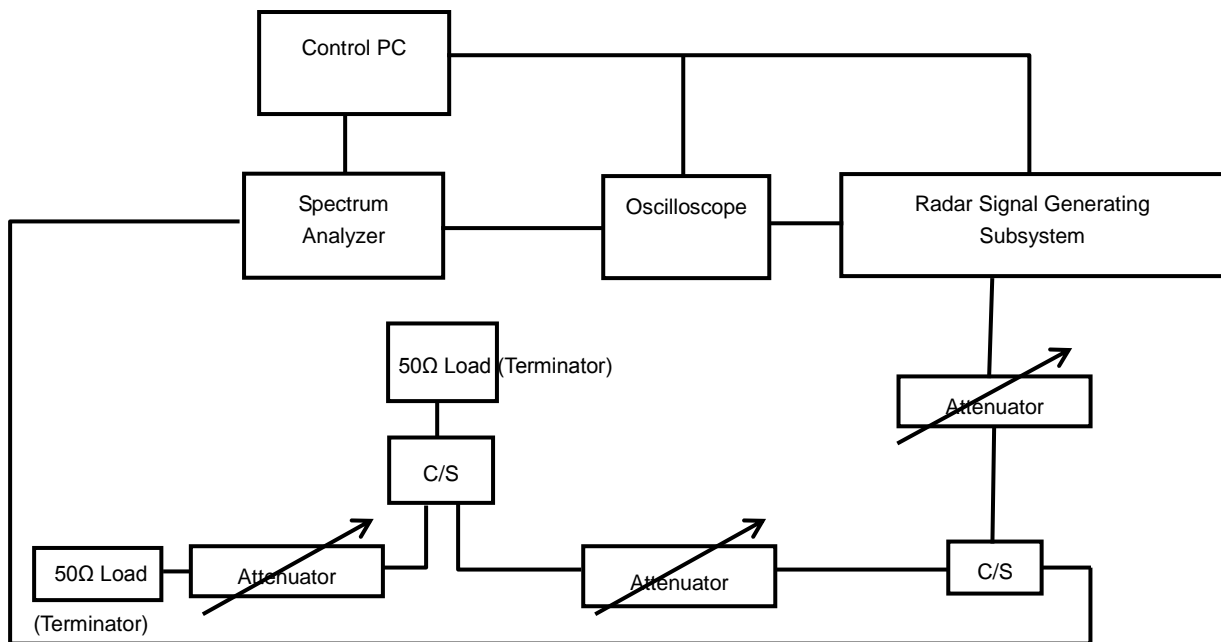 Control PC
Spectrum
Analyzer
Oscilloscope
Radar Signal Generating
Subsystem
50Ω Load (Terminator)
Attenuator
C/S
50Ω Load
(Terminator)
Attenuator
Attenuator
C/S